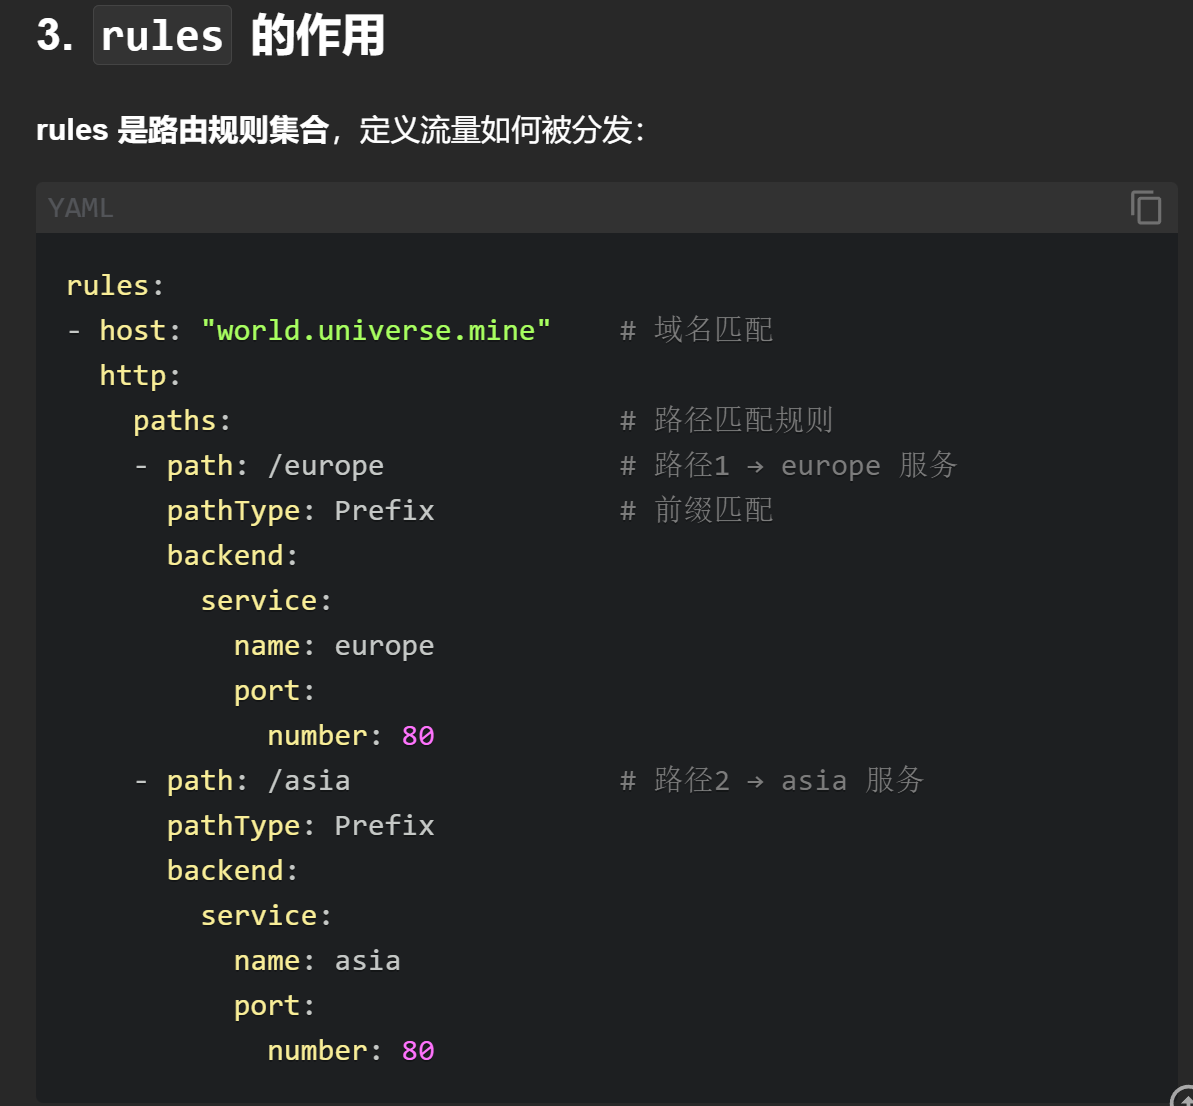 3. rules 的作用
rules 是路由规则集合，定义流量如何被分发：
YAML
rules:
- host: "world.universe.mine"    # 域名匹配
  http:
    paths:                       # 路径匹配规则
    - path: /europe              # 路径1 → europe 服务
      pathType: Prefix           # 前缀匹配
      backend:
        service:
          name: europe
          port:
            number: 80
    - path: /asia                # 路径2 → asia 服务
      pathType: Prefix
      backend:
        service:
          name: asia
          port:
            number: 80